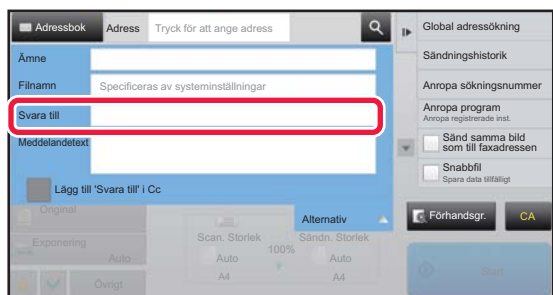 Adressbok
Adress
Tryck för att ange adress
Ämne
Filnamn
Specificeras av systeminställningar
Svara till
Meddelandetext
Lägg till 'Svara till' i Cc
Alternativ
Original
Exponering
Auto
Övrigt
Scan. Storlek
Auto
A4
100%
Sändn. Storlek
Auto
A4
Global adressökning
Sändningshistorik
Anropa sökningsnummer
Anropa program
Anropa registrerade inst.
Sänd samma bild
som till faxadressen
Snabbfil
Spara data tillfälligt
Förhandsgr.
CA
Start